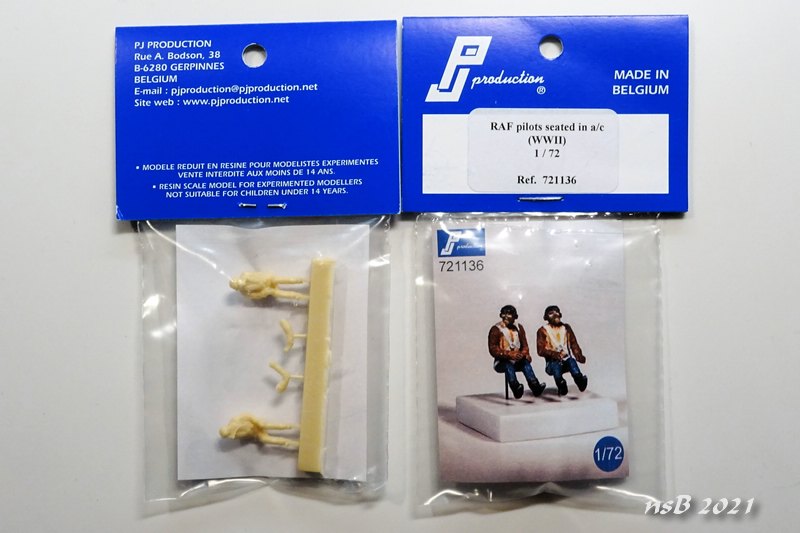 PJ PRODUCTION
Rue A. Bodson, 38
B-6280 GERPINNES
BELGIUM
E-mail : pjproduction@pjproduction.net
Site web : www.pjproduction.net
• MODELE REDUIT EN RESINE POUR MODELISTES EXPERIMENTES
VENTE INTERDITE AUX MOINS DE 14 ANS.
• RESIN SCALE MODEL FOR EXPERIMENTED MODELLERS
NOT SUITABLE FOR CHILDREN UNDER 14 YEARS.
PJ production ®
MADE IN
BELGIUM
RAF pilots seated in a/c
(WWII)
1 / 72
Ref. 721136
PJ production
721136
1/72
nsB 2021